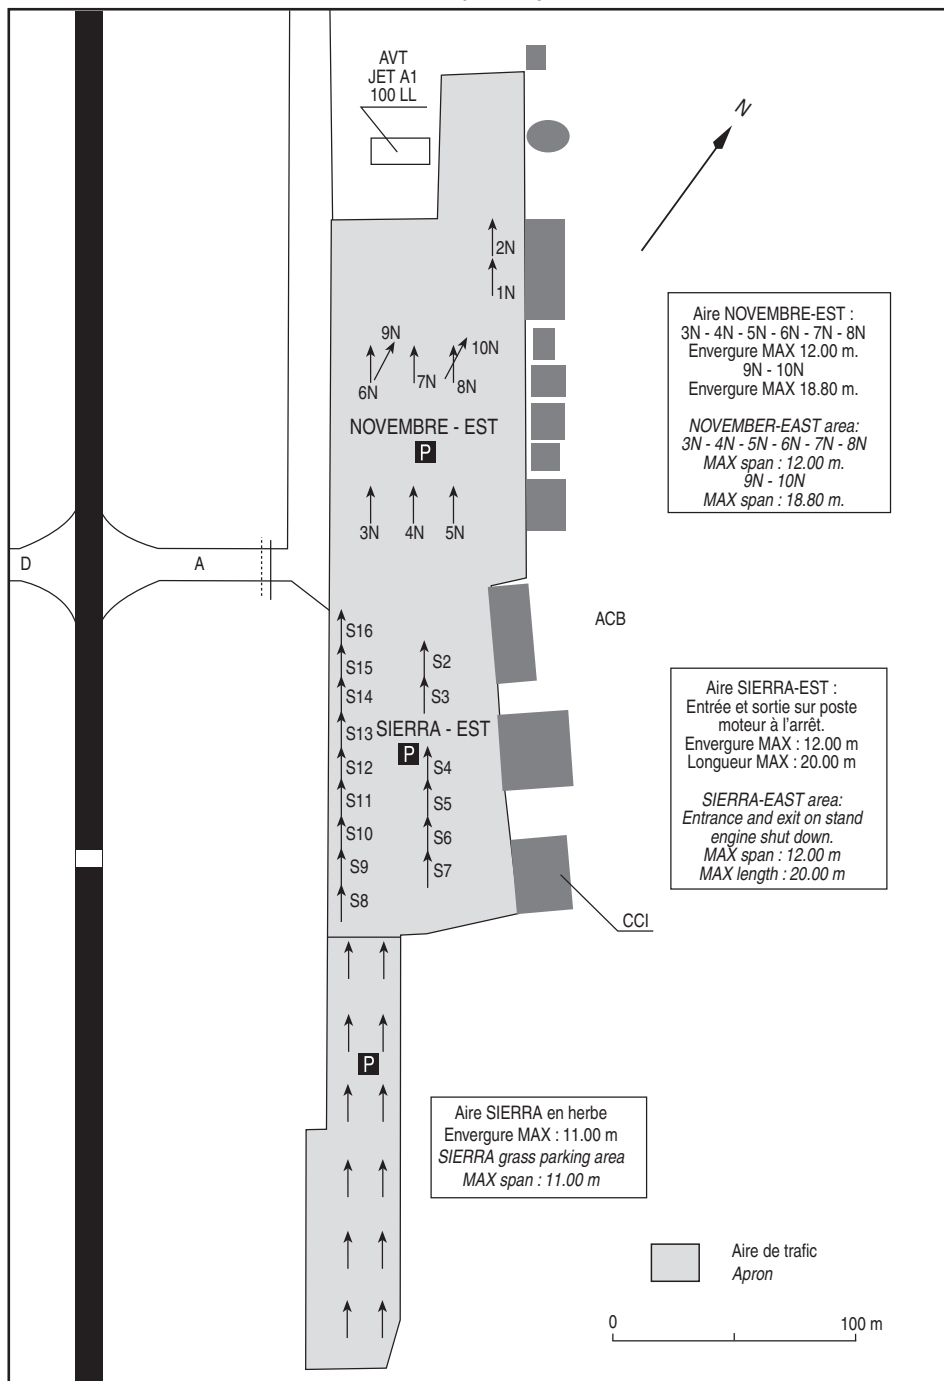 AVT
JET A1
100 LL
N
2N
1N
9N
10N
6N
7N
8N
NOVEMBRE - EST
P
3N
4N
5N
D
A
Aire NOVEMBRE-EST :
3N - 4N - 5N - 6N - 7N - 8N
Envergure MAX 12.00 m.
9N - 10N
Envergure MAX 18.80 m.
NOVEMBER-EAST area:
3N - 4N - 5N - 6N - 7N - 8N
MAX span : 12.00 m.
9N - 10N
MAX span : 18.80 m.
ACB
S16
S15
S14
S13
S12
S11
S10
S9
S8
S2
S3
SIERRA - EST
P
S4
S5
S6
S7
Aire SIERRA-EST :
Entrée et sortie sur poste
moteur à l'arrêt.
Envergure MAX : 12.00 m
Longueur MAX : 20.00 m
SIERRA-EAST area:
Entrance and exit on stand
engine shut down.
MAX span : 12.00 m
MAX length : 20.00 m
CCI
P
Aire SIERRA en herbe
Envergure MAX : 11.00 m
SIERRA grass parking area
MAX span : 11.00 m
Aire de trafic
Apron
0
100 m